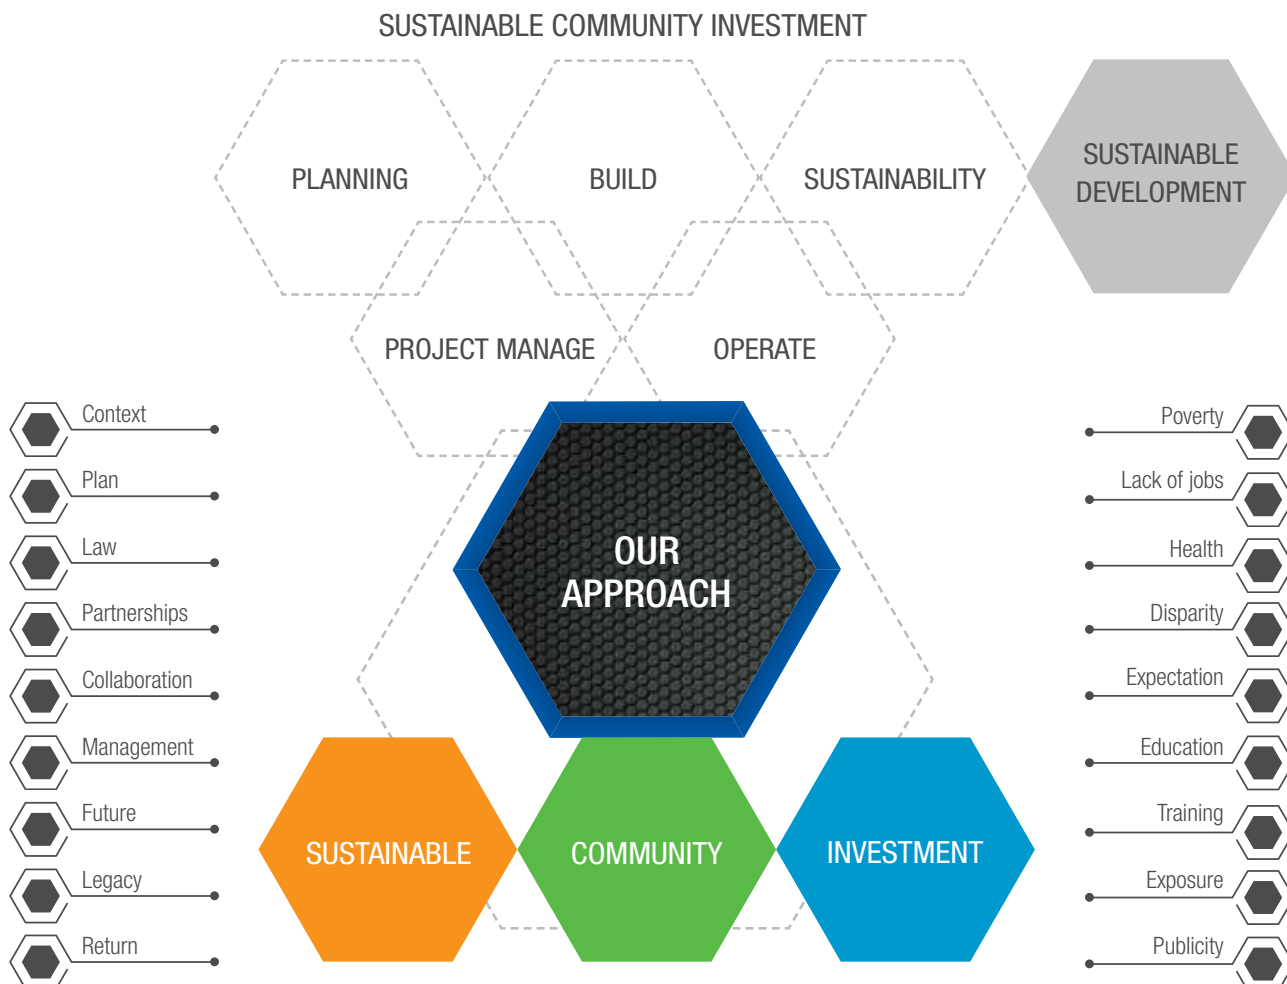 SUSTAINABLE COMMUNITY INVESTMENT
PLANNING
BUILD
SUSTAINABILITY
SUSTAINABLE
DEVELOPMENT
PROJECT MANAGE
OPERATE
Context
Plan
Law
Partnerships
Collaboration
Management
Future
Legacy
Return
OUR
APPROACH
SUSTAINABLE
COMMUNITY
INVESTMENT
Poverty
Lack of jobs
Health
Disparity
Expectation
Education
Training
Exposure
Publicity